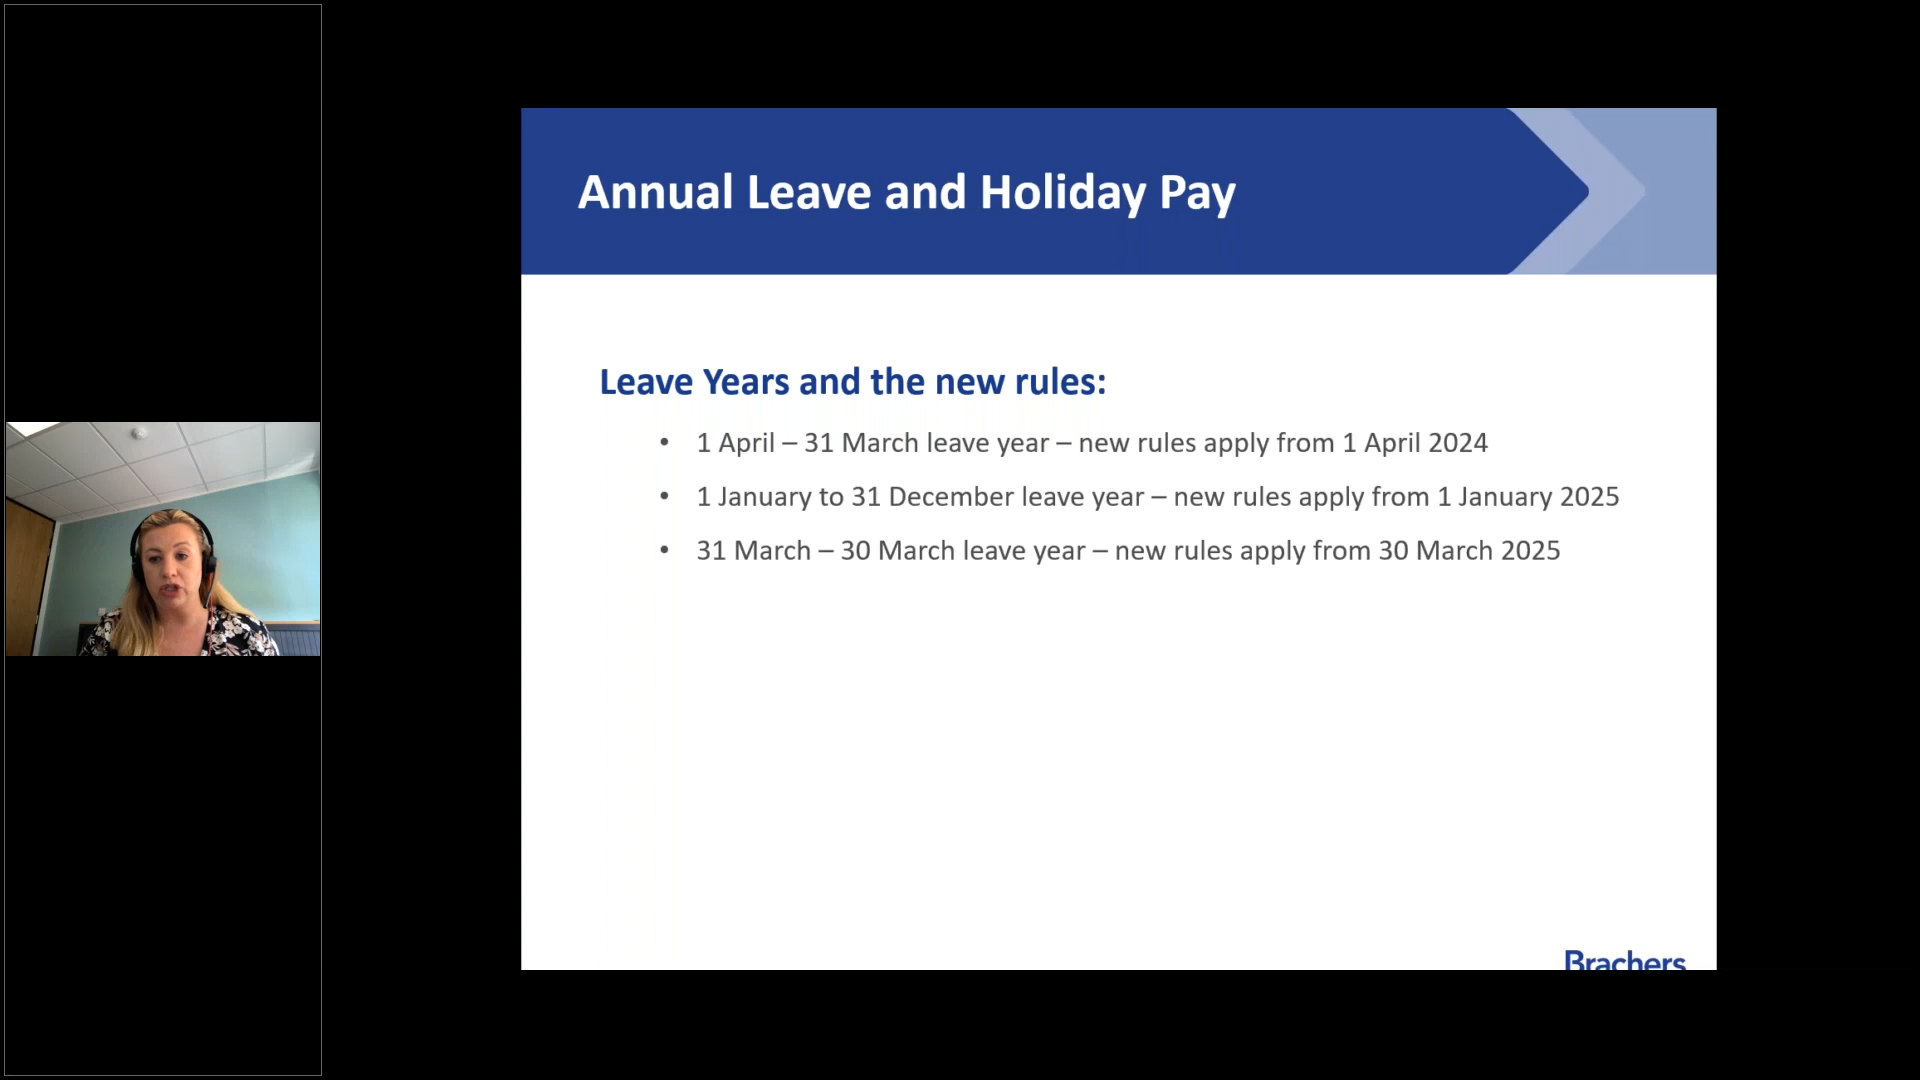 Annual Leave and Holiday Pay
Leave Years and the new rules:
• 1 April – 31 March leave year – new rules apply from 1 April 2024
• 1 January to 31 December leave year – new rules apply from 1 January 2025
• 31 March – 30 March leave year – new rules apply from 30 March 2025
Brachers